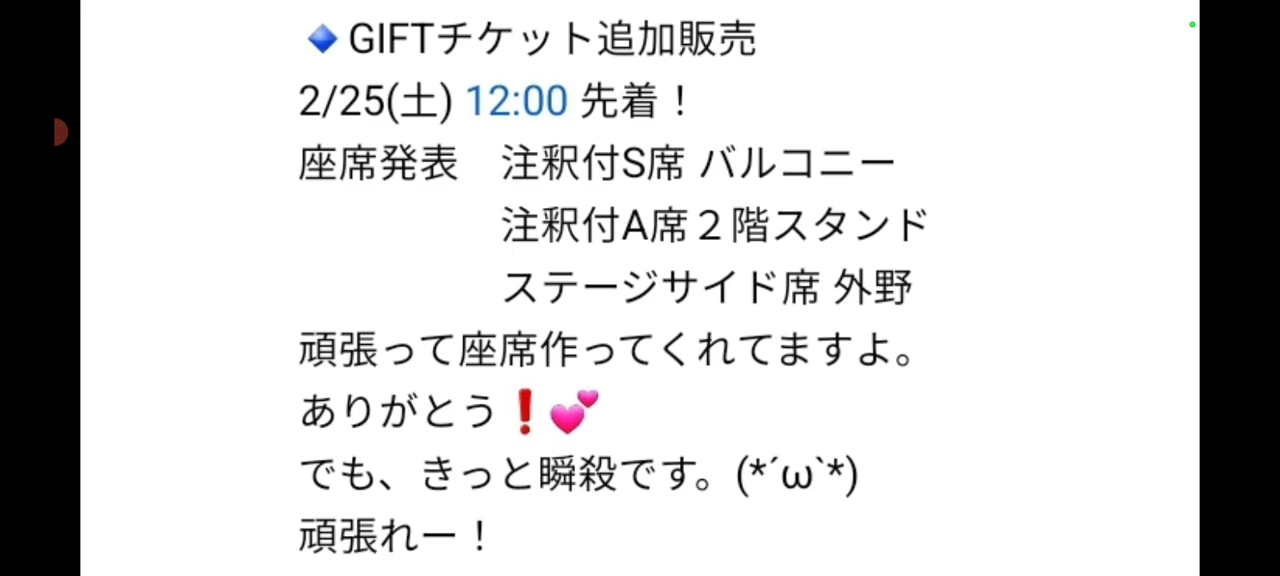 🔹GIFTチケット追加販売
2/25(土) 12:00 先着！
座席発表　注釈付S席 バルコニー
注釈付A席２階スタンド
ステージサイド席 外野
頑張って座席作ってくれてますよ。
ありがとう❗💕
でも、きっと瞬殺です。(*´ω`*)
頑張れー！